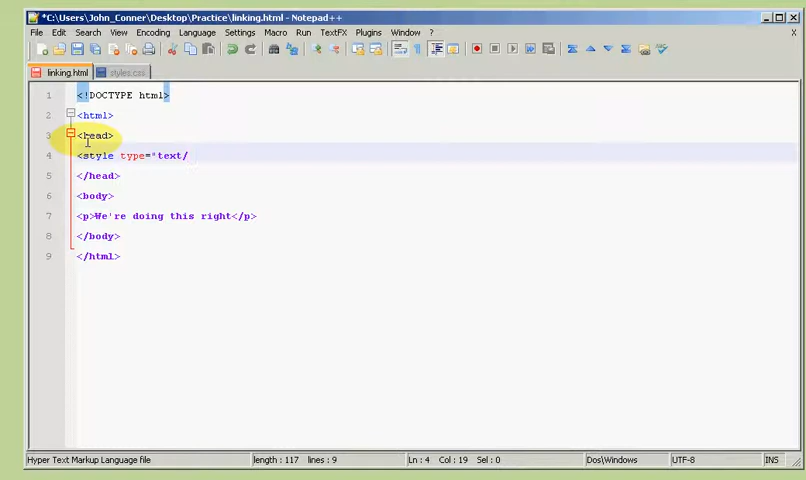 *C:\Users\John_Conner\Desktop\Practice\linking.html - Notepad++
File Edit Search View Encoding Language Settings Macro Run TextFX Plugins Window ? X
linking.html styles.css
1 <!DOCTYPE html>
2 <html>
3 <head>
4 <style type="text/
5 </head>
6 <body>
7 <p>We're doing this right</p>
8 </body>
9 </html>
Hyper Text Markup Language file length : 117 lines : 9 Ln : 4 Col : 19 Sel : 0 Dos\Windows UTF-8 INS